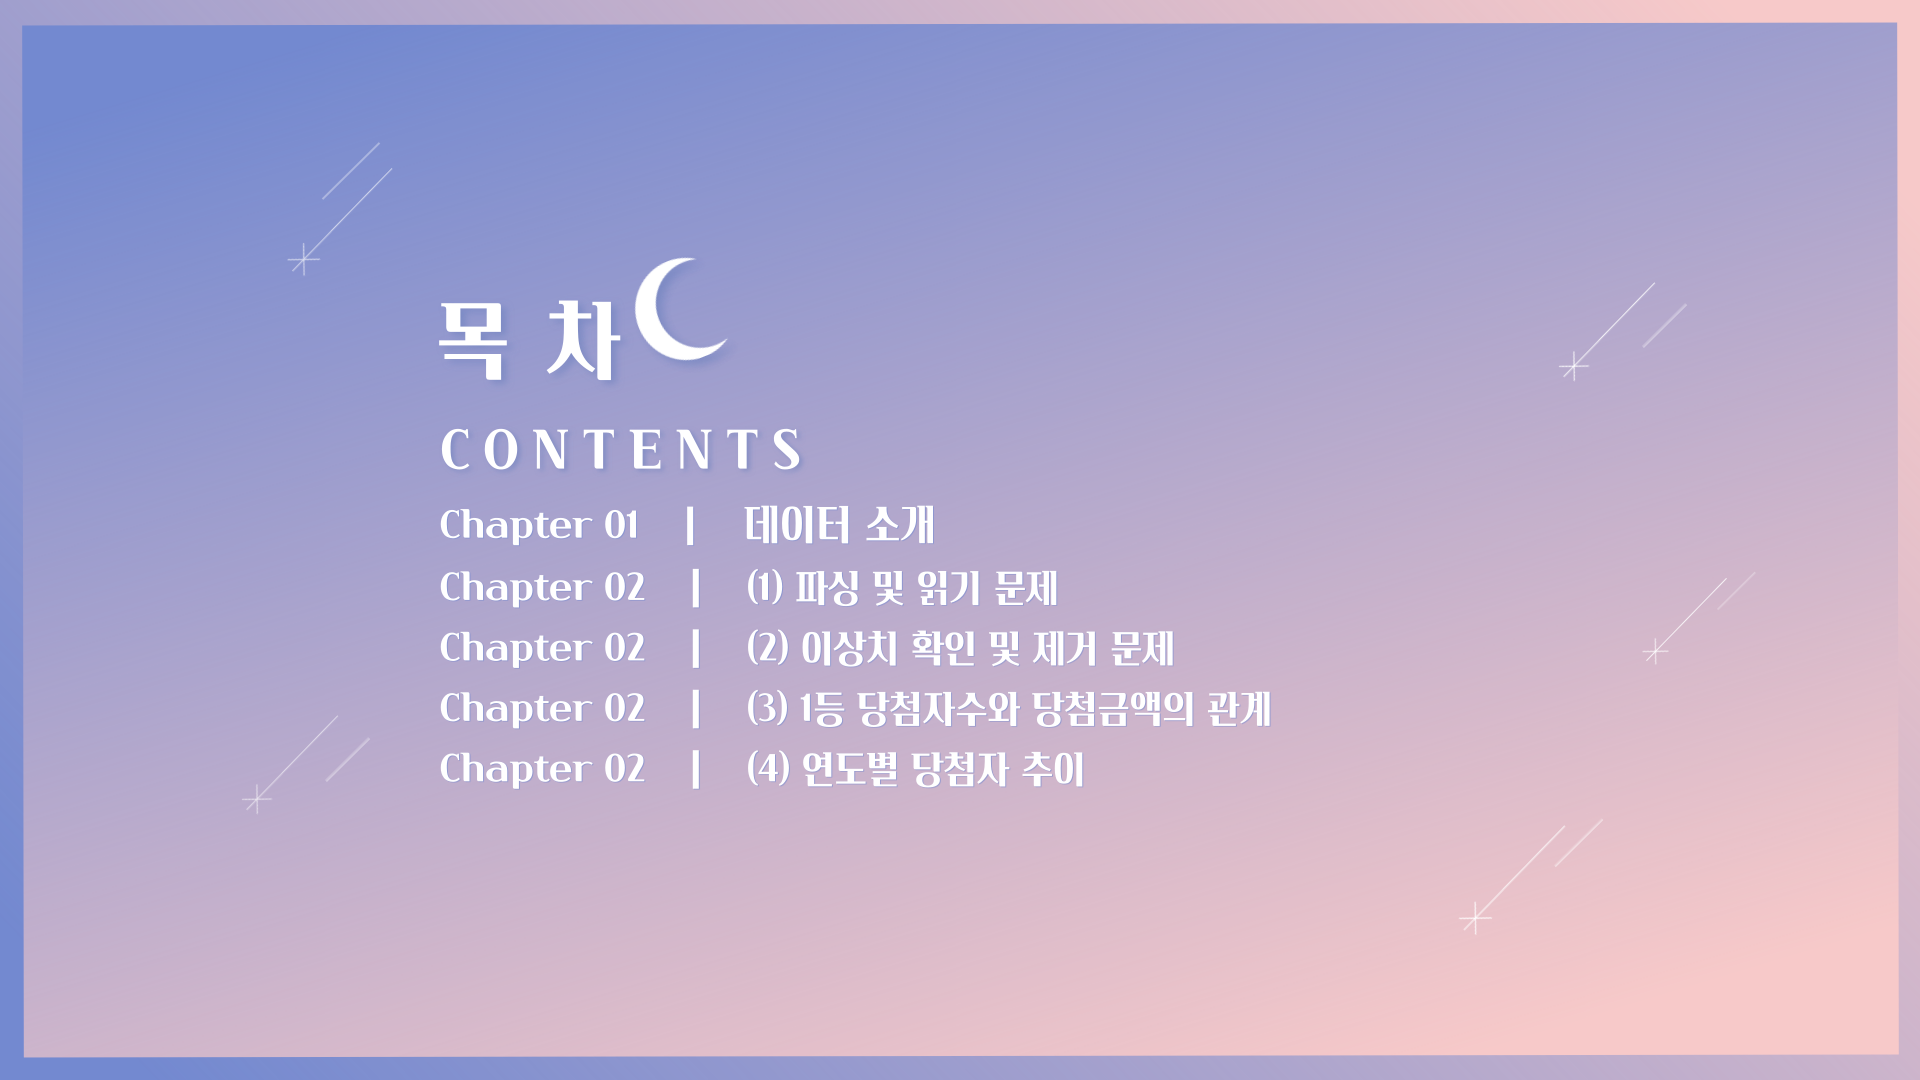 목 차
CONTENTS
Chapter 01 | 데이터 소개
Chapter 02 | (1) 파싱 및 읽기 문제
Chapter 02 | (2) 이상치 확인 및 제거 문제
Chapter 02 | (3) 1등 당첨자수와 당첨금액의 관계
Chapter 02 | (4) 연도별 당첨자 추이